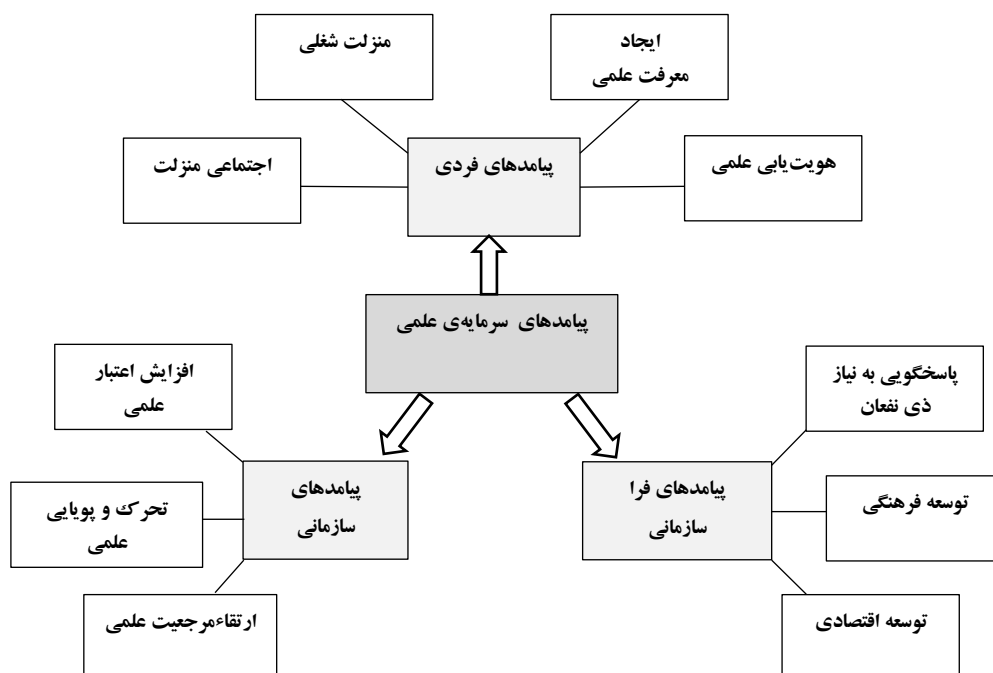 ایجاد
معرفت علمی
منزلت شغلی
هویت‌یابی علمی
پیامدهای فردی
اجتماعی منزلت
پیامدهای سرمایه‌ی علمی
پاسخگویی به نیاز
ذی نفعان
افزایش اعتبار
علمی
پیامدهای فرا
سازمانی
پیامدهای
سازمانی
توسعه فرهنگی
تحرک و پویایی
علمی
توسعه اقتصادی
ارتقاءمرجعیت علمی